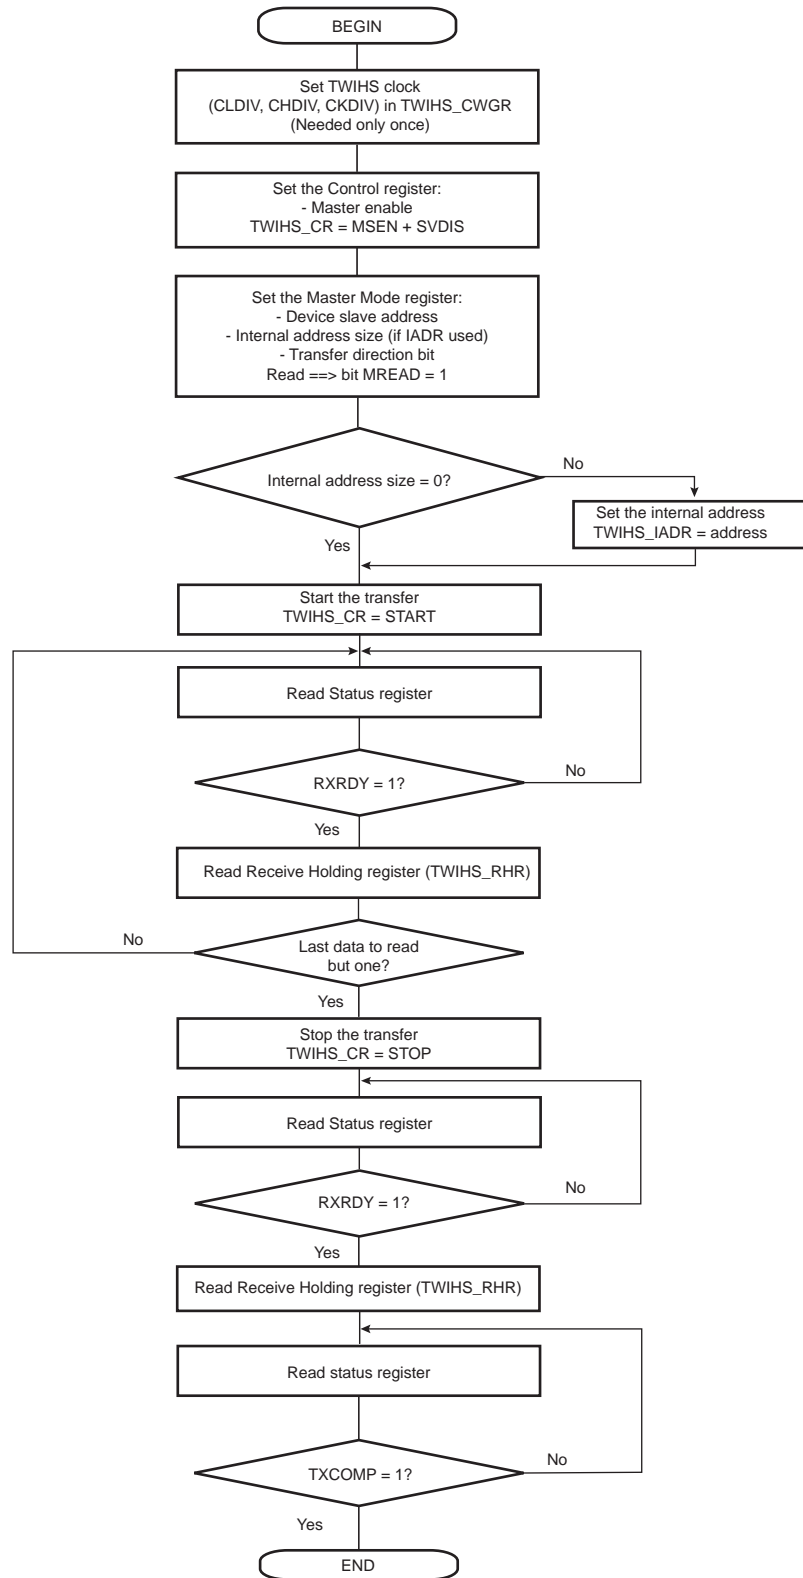 BEGIN
Set TWIHS clock
(CLDIV, CHDIV, CKDIV) in TWIHS_CWGR
(Needed only once)
Set the Control register:
- Master enable
TWIHS_CR = MSEN + SVDIS
Set the Master Mode register:
- Device slave address
- Internal address size (if IADR used)
- Transfer direction bit
Read ==> bit MREAD = 1
Internal address size = 0?
No
Set the internal address
TWIHS_IADR = address
Yes
Start the transfer
TWIHS_CR = START
Read Status register
RXRDY = 1?
No
Yes
Read Receive Holding register (TWIHS_RHR)
No
Last data to read
but one?
Yes
Stop the transfer
TWIHS_CR = STOP
Read Status register
RXRDY = 1?
No
Yes
Read Receive Holding register (TWIHS_RHR)
Read status register
TXCOMP = 1?
No
Yes
END